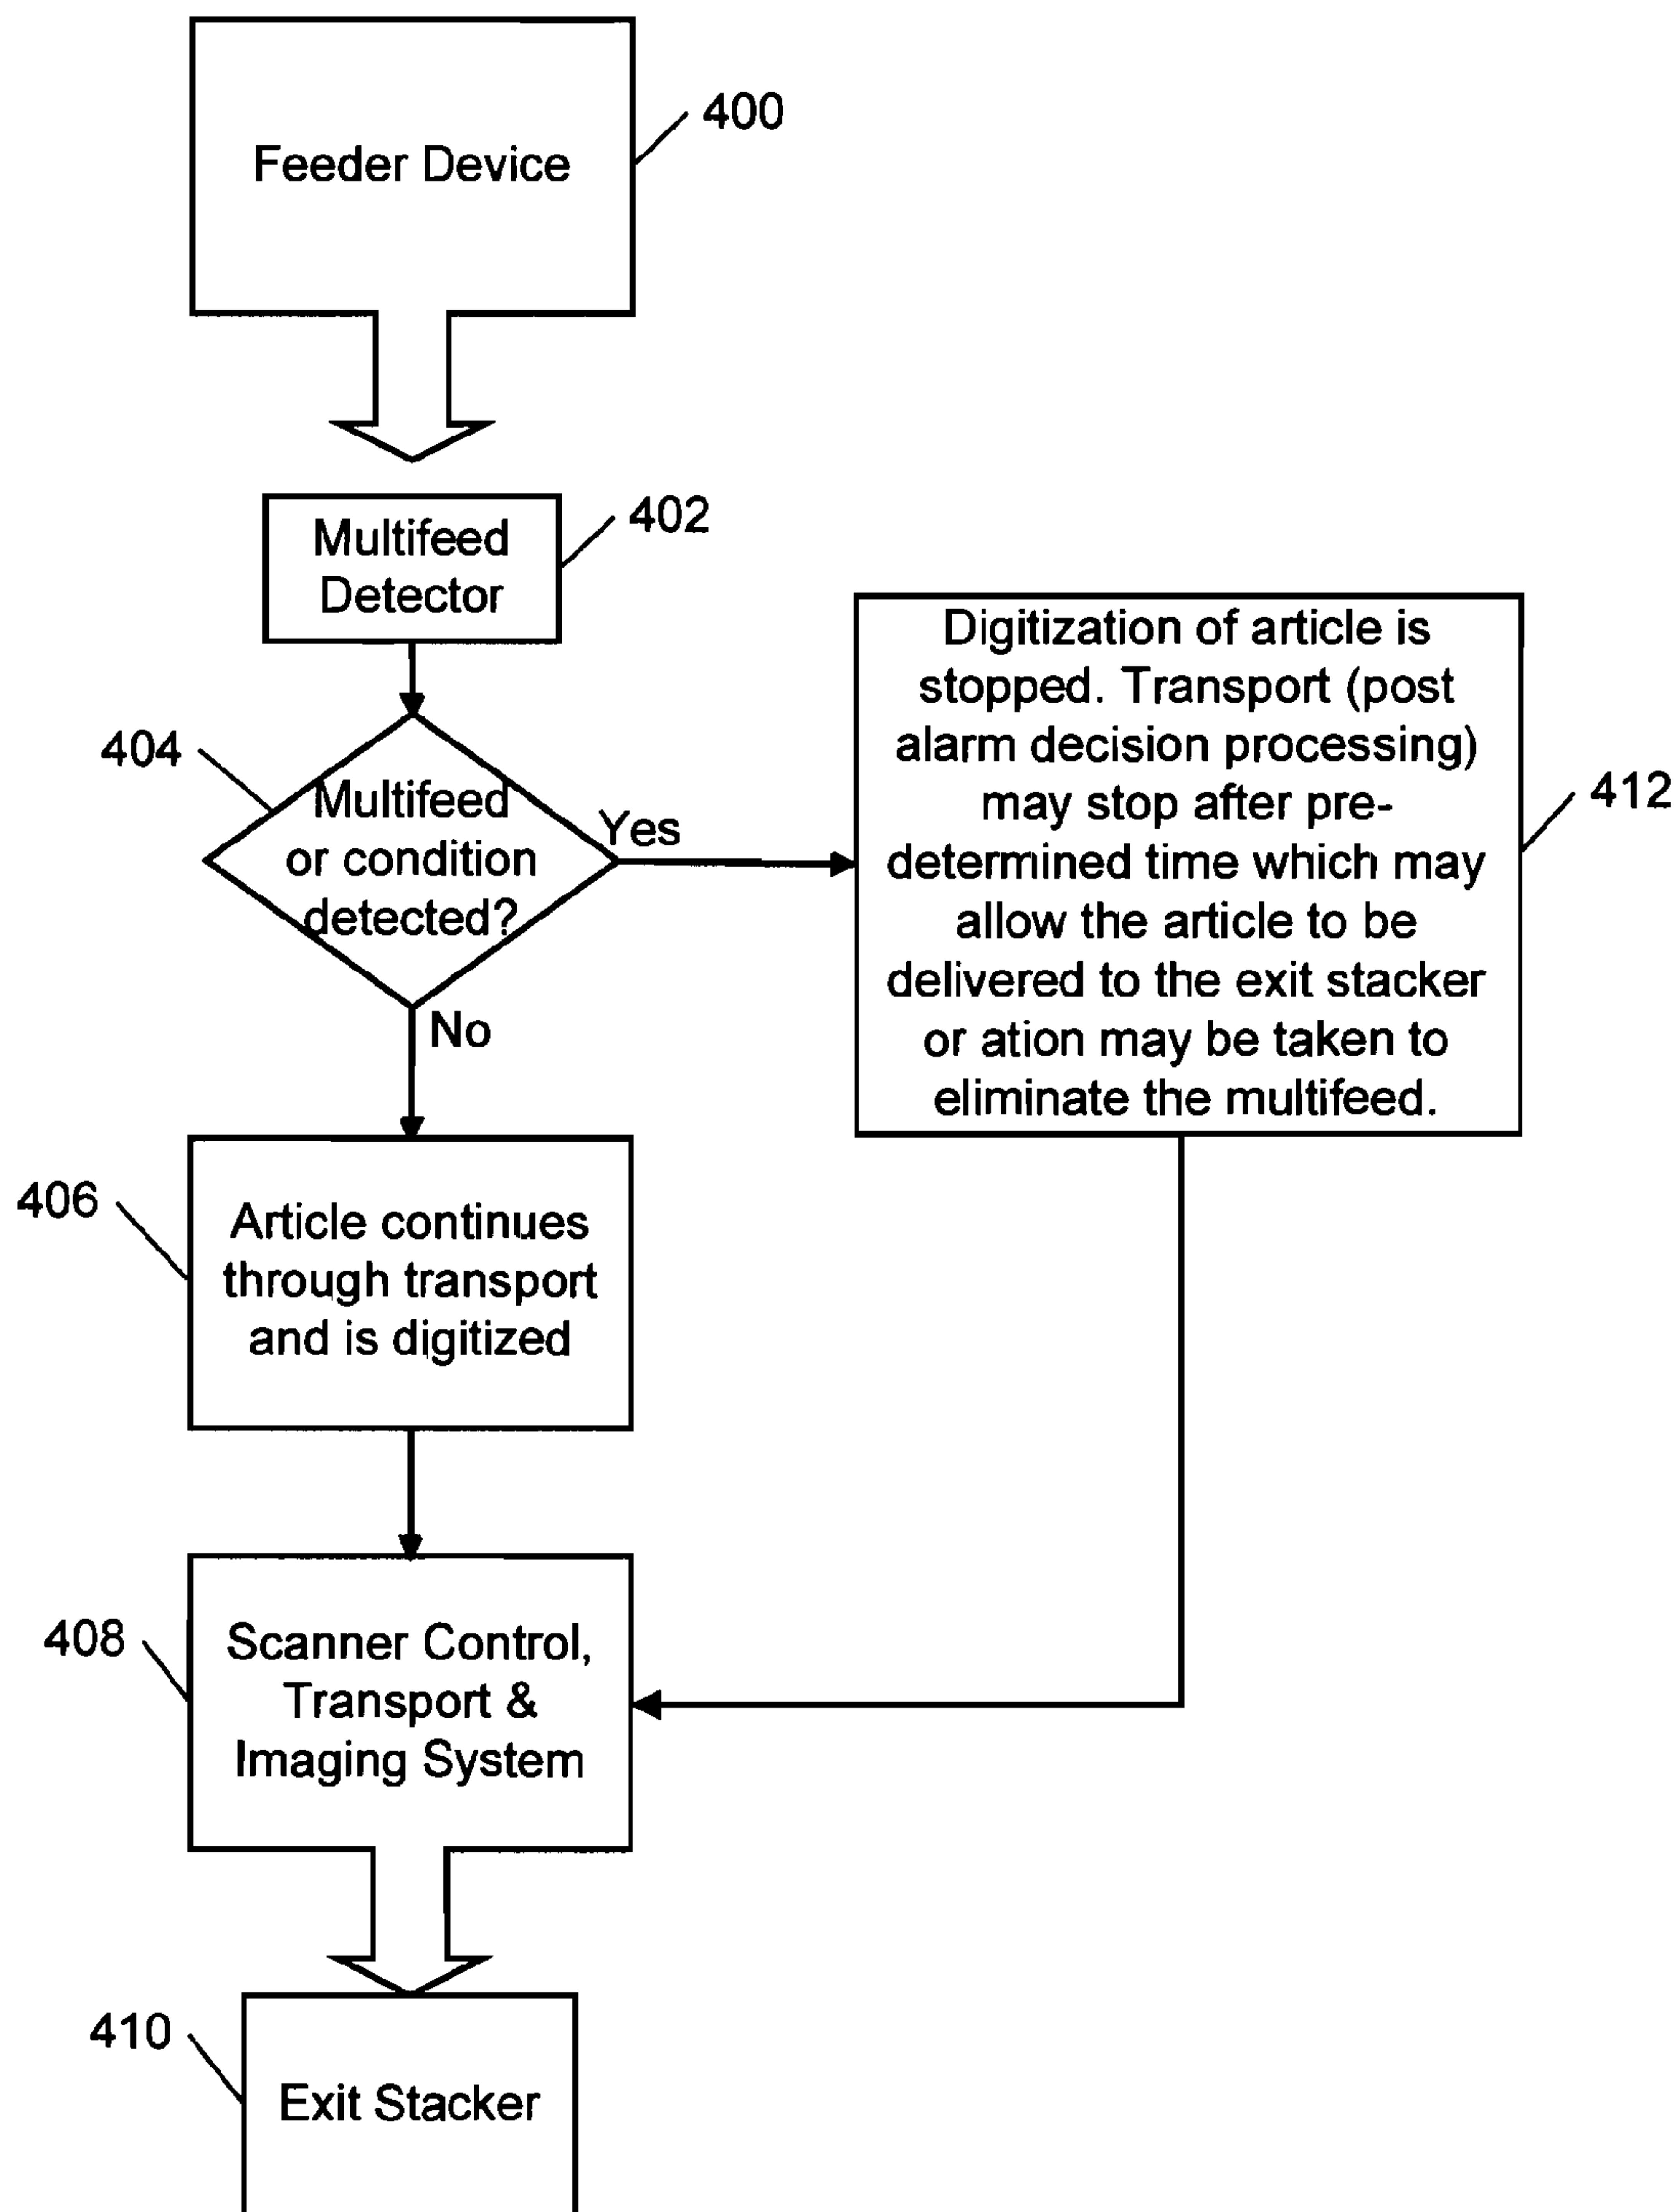 Feeder Device
400
Multifeed
Detector
402
404
Multifeed
or condition
detected?
Yes
No
Digitization of article is
stopped. Transport (post
alarm decision processing)
may stop after pre-
determined time which may
allow the article to be
delivered to the exit stacker
or ation may be taken to
eliminate the multifeed.
412
406
Article continues
through transport
and is digitized
408
Scanner Control,
Transport &
Imaging System
410
Exit Stacker